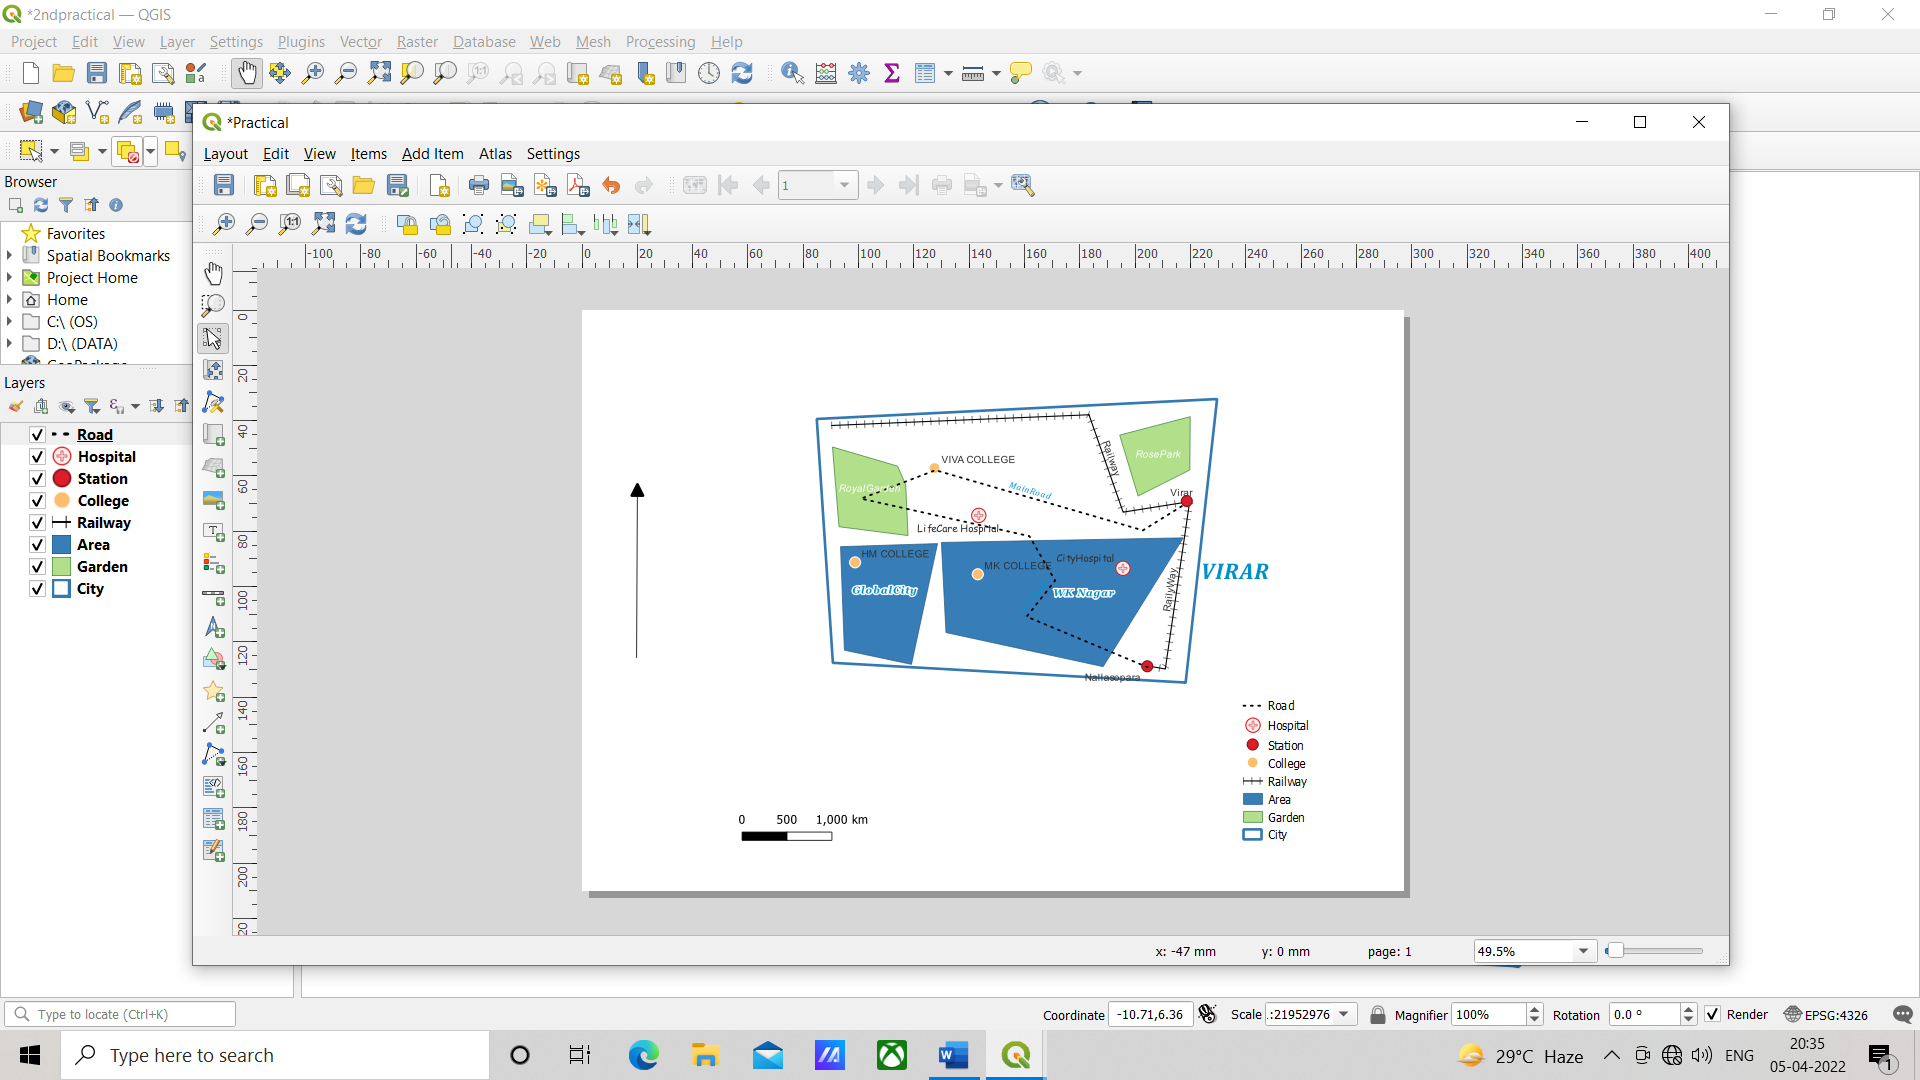 *2ndpractical — QGIS
Project Edit View Layer Settings Plugins Vector Raster Database Web Mesh Processing Help
*Practical
Layout Edit View Items Add Item Atlas Settings
1
Browser
Favorites
Spatial Bookmarks
Project Home
Home
C:\ (OS)
D:\ (DATA)
Layers
Road
Hospital
Station
College
Railway
Area
Garden
City
-100 -80 -60 -40 -20 0 20 40 60 80 100 120 140 160 180 200 220 240 260 280 300 320 340 360 380 400
0
20
40
60
80
100
120
140
160
180
200
20
VIVA COLLEGE
Railway
RosePark
RoyalGarden
MainRoad
Virar
LifeCare Hospital
HM COLLEGE
MK COLLEGE
CityHospital
GlobalCity
WK Nagar
RailyWay
VIRAR
Nallasopara
Road
Hospital
Station
College
Railway
Area
Garden
City
0 500 1,000 km
x: -47 mm y: 0 mm page: 1 49.5%
Type to locate (Ctrl+K)
Coordinate -10.71,6.36 Scale :21952976 Magnifier 100% Rotation 0.0 ° Render EPSG:4326
Type here to search
29°C Haze
ENG
20:35
05-04-2022
1